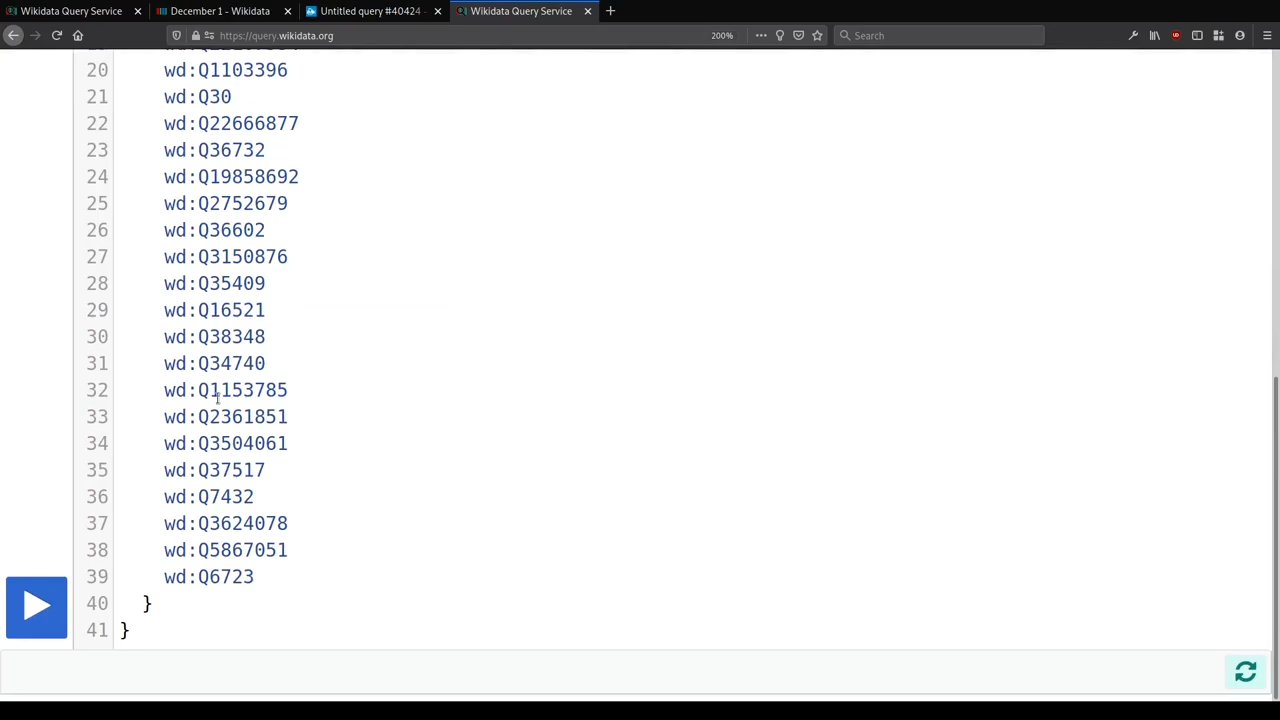 Wikidata Query Service
December 1 - Wikidata
Untitled query #40424 -
Wikidata Query Service
https://query.wikidata.org
200%
Search
20 wd:Q1103396
21 wd:Q30
22 wd:Q22666877
23 wd:Q36732
24 wd:Q19858692
25 wd:Q2752679
26 wd:Q36602
27 wd:Q3150876
28 wd:Q35409
29 wd:Q16521
30 wd:Q38348
31 wd:Q34740
32 wd:Q1153785
33 wd:Q2361851
34 wd:Q3504061
35 wd:Q37517
36 wd:Q7432
37 wd:Q3624078
38 wd:Q5867051
39 wd:Q6723
40 }
41 }